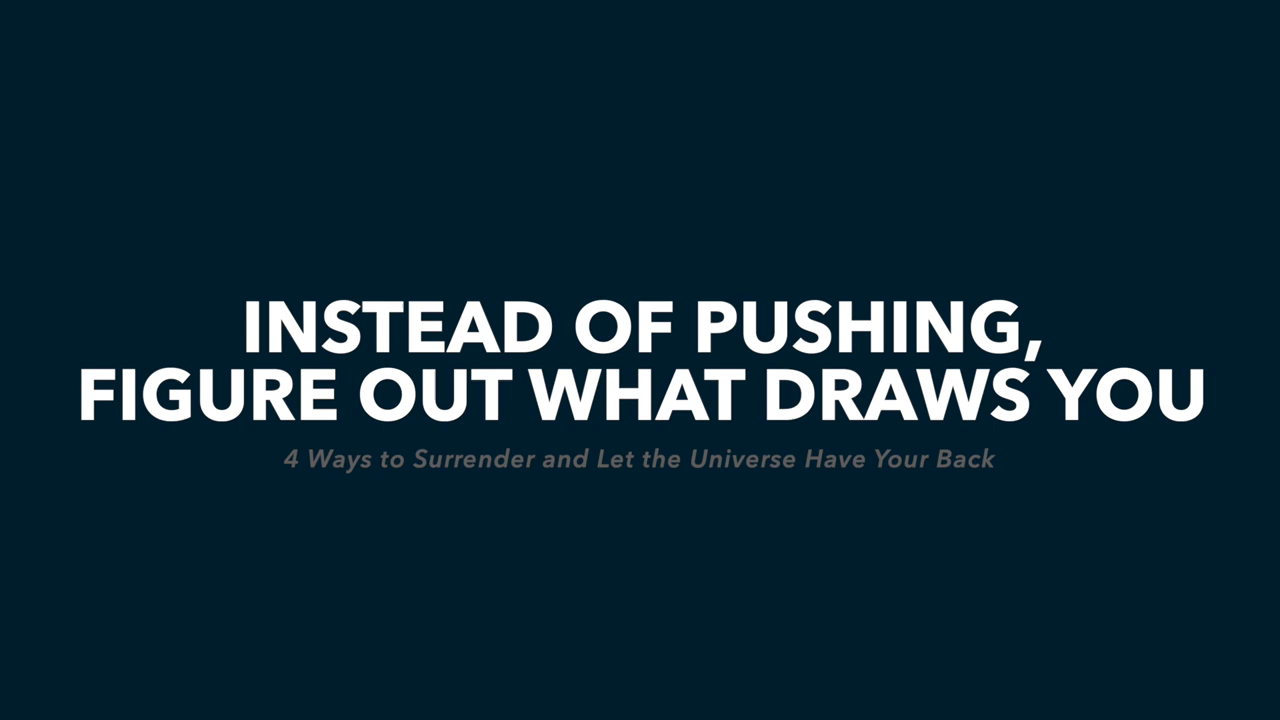 INSTEAD OF PUSHING,
FIGURE OUT WHAT DRAWS YOU
4 Ways to Surrender and Let the Universe Have Your Back